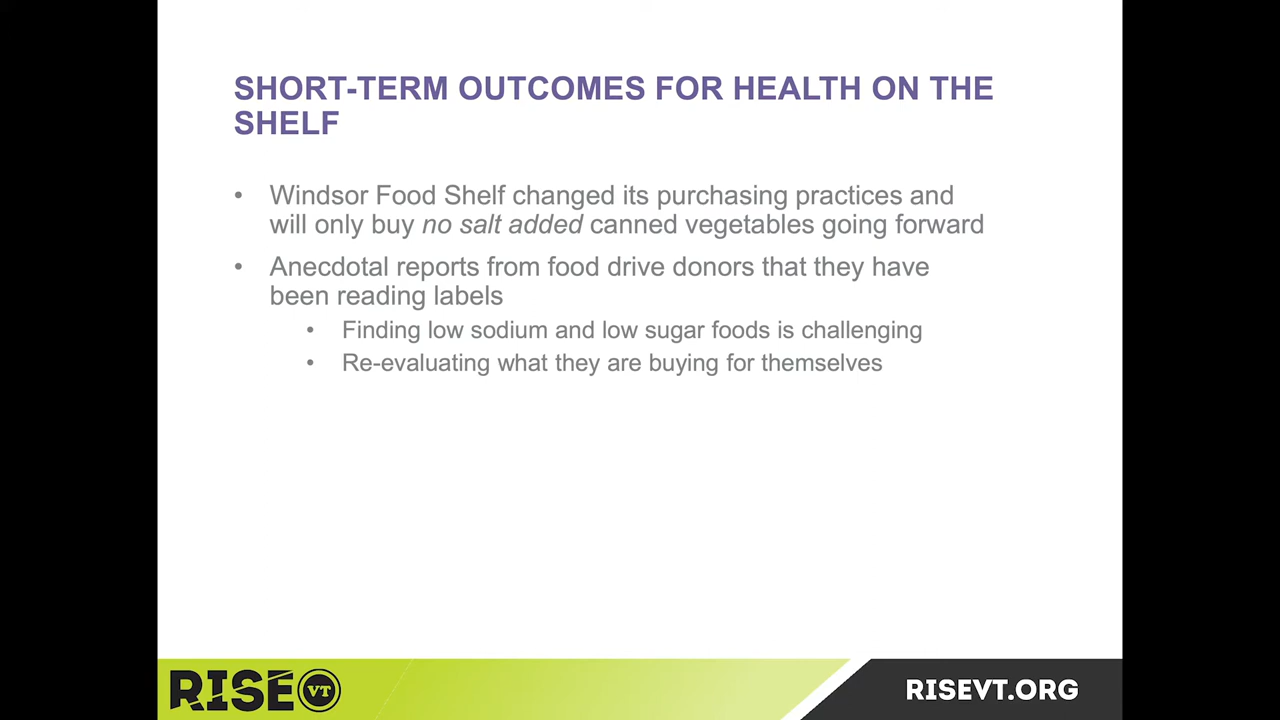 SHORT-TERM OUTCOMES FOR HEALTH ON THE
SHELF
• Windsor Food Shelf changed its purchasing practices and
will only buy no salt added canned vegetables going forward
• Anecdotal reports from food drive donors that they have
been reading labels
• Finding low sodium and low sugar foods is challenging
• Re-evaluating what they are buying for themselves
RISE VT
RISEVT.ORG